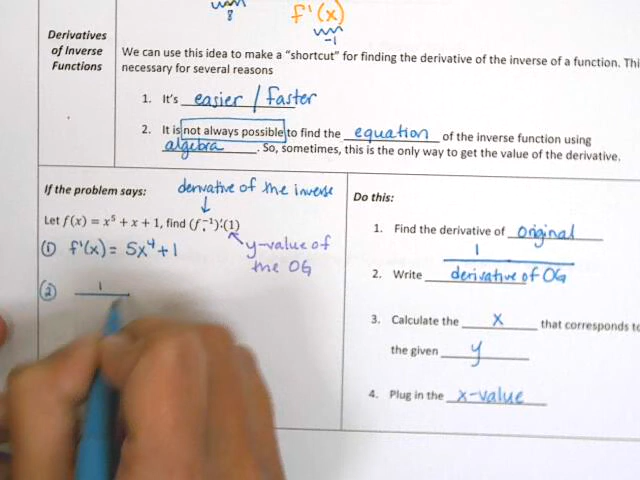 f'(x)
8
-1
Derivatives
of Inverse
Functions
We can use this idea to make a "shortcut" for finding the derivative of the inverse of a function. Thi
necessary for several reasons
1. It's easier / faster
2. It is not always possible to find the equation of the inverse function using
algebra. So, sometimes, this is the only way to get the value of the derivative.
If the problem says:
derivative of the inverse
Let f(x) = x⁵ + x + 1, find (f⁻¹)'(1)
① f'(x) = 5x⁴+1
y-value of
the OG
② 1
Do this:
1. Find the derivative of original
1
2. Write derivative of OG
3. Calculate the x that corresponds to
the given y
4. Plug in the x-value